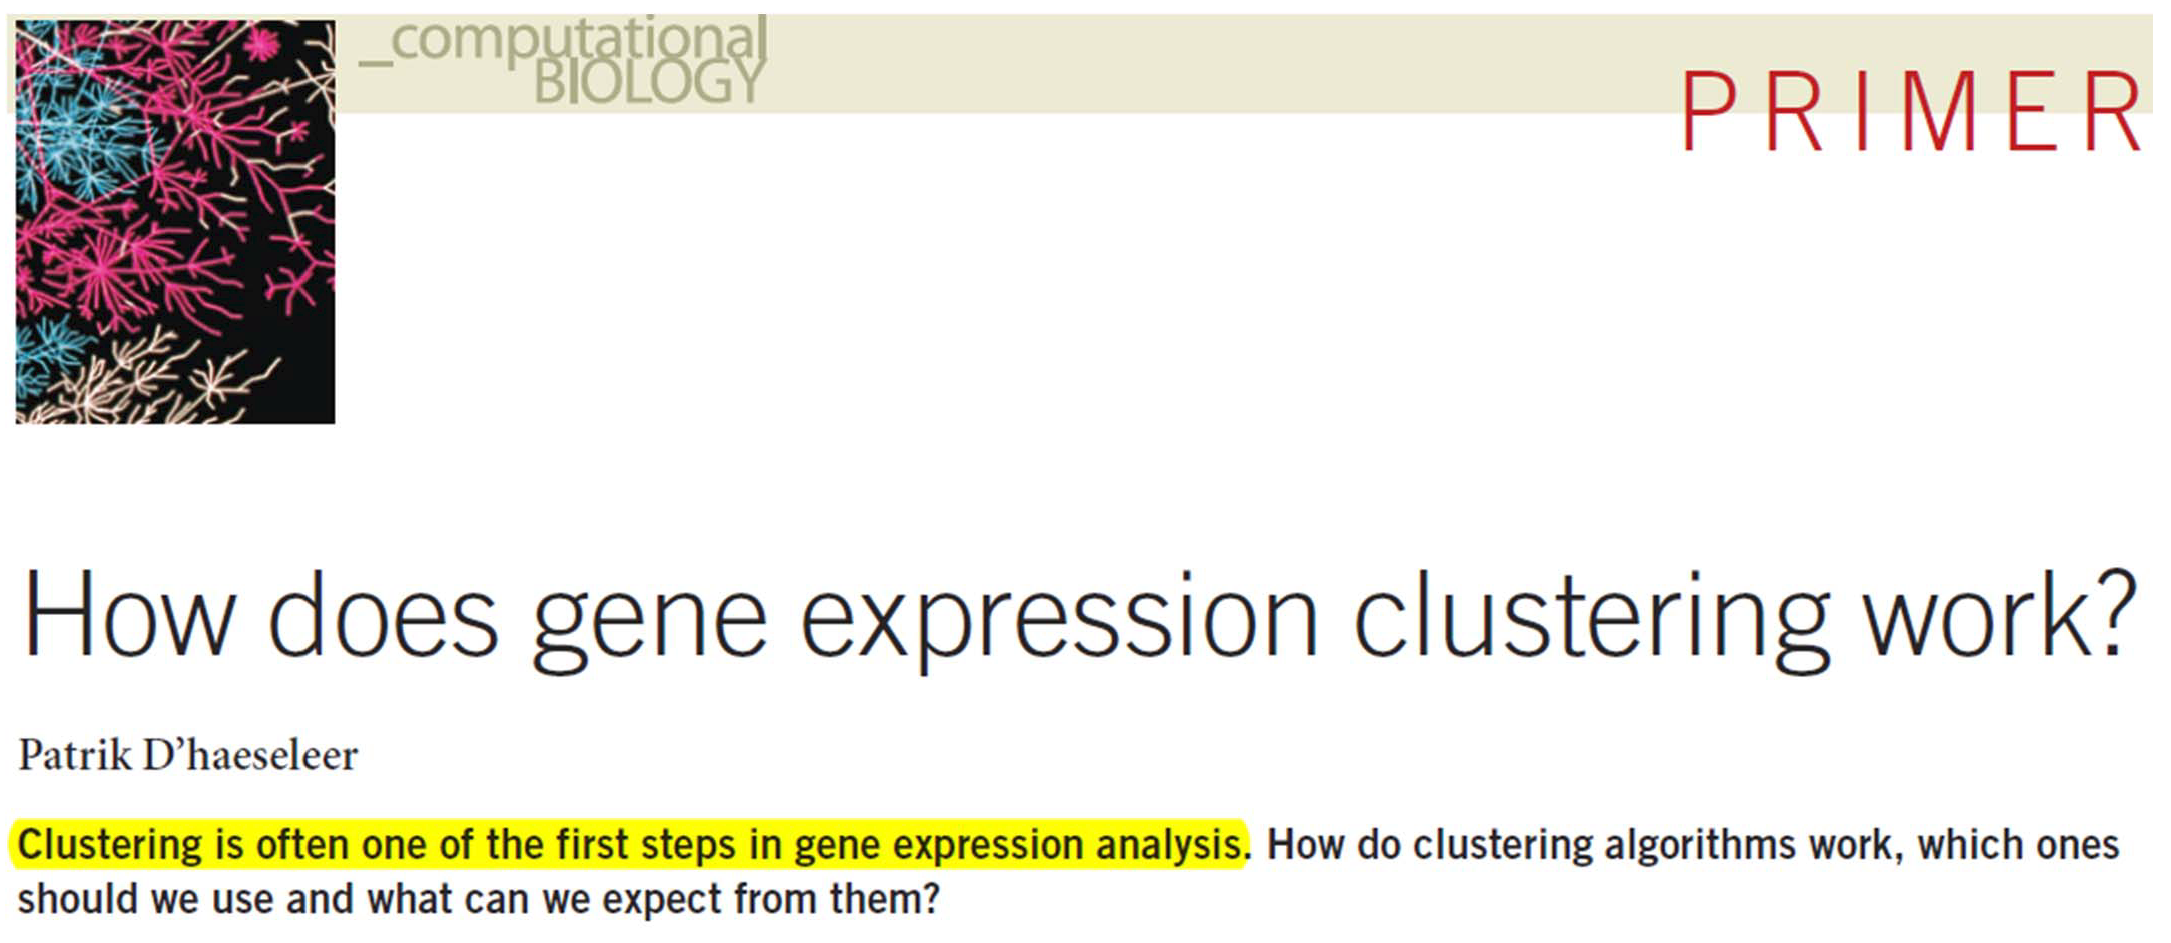 _computational
BIOLOGY
PRIMER
How does gene expression clustering work?
Patrik D’haeseleer
Clustering is often one of the first steps in gene expression analysis. How do clustering algorithms work, which ones
should we use and what can we expect from them?